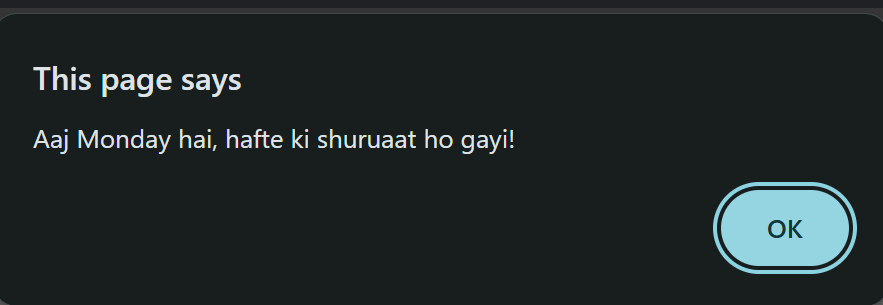 This page says
Aaj Monday hai, hafte ki shuruaat ho gayi!
OK